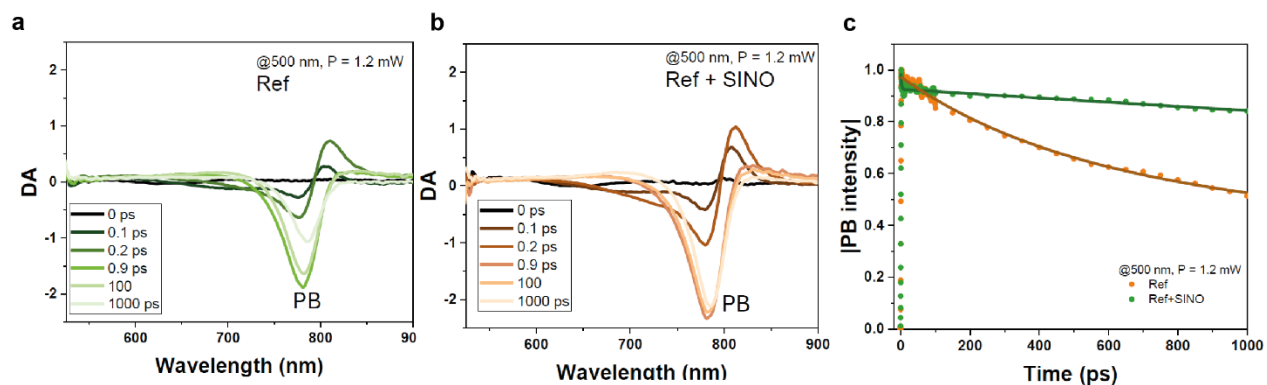 a
@500 nm, P = 1.2 mW
Ref
2
1
0
-1
-2
DA
0 ps
0.1 ps
0.2 ps
0.9 ps
100
1000 ps
PB
600 700 800 90
Wavelength (nm)
b
@500 nm, P = 1.2 mW
Ref + SINO
2
1
0
-1
-2
DA
0 ps
0.1 ps
0.2 ps
0.9 ps
100
1000 ps
PB
600 700 800 900
Wavelength (nm)
c
1.0
0.8
0.6
0.4
0.2
0.0
|PB intensity|
@500 nm, P = 1.2 mW
Ref
Ref+SINO
0 200 400 600 800 1000
Time (ps)